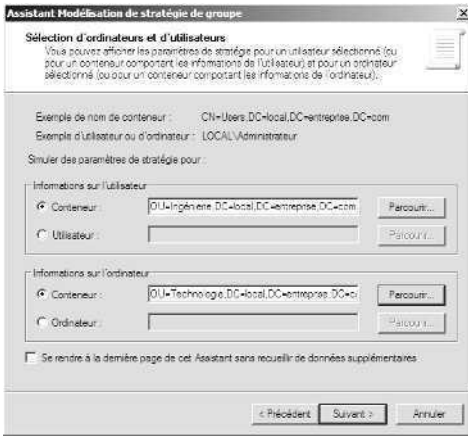 Assistant Modélisation de stratégie de groupe
Sélection d'ordinateurs et d'utilisateurs
Vous pouvez afficher les paramètres de stratégie pour un utilisateur sélectionné (ou
pour un conteneur comportant les informations de l'utilisateur) et pour un ordinateur
sélectionné (ou pour un conteneur comportant les informations de l'ordinateur).
Exemple de nom de conteneur : CN=Users,DC=local,DC=entreprise,DC=com
Exemple d'utilisateur ou d'ordinateur : LOCAL\Administrateur
Simuler des paramètres de stratégie pour :
Informations sur l'utilisateur
Conteneur : OU=Ingénierie,DC=local,DC=entreprise,DC=com Parcourir...
Utilisateur : Parcourir...
Informations sur l'ordinateur
Conteneur : OU=Technologie,DC=local,DC=entreprise,DC=c Parcourir...
Ordinateur : Parcourir...
Se rendre à la dernière page de cet Assistant sans recueillir de données supplémentaires
< Précédent Suivant > Annuler